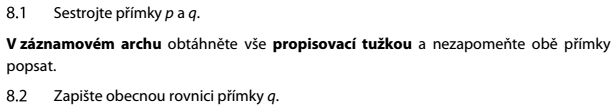 8.1 Sestrojte přímky p a q.
V záznamovém archu obtáhněte vše propisovací tužkou a nezapomeňte obě přímky
popsat.
8.2 Zapište obecnou rovnici přímky q.